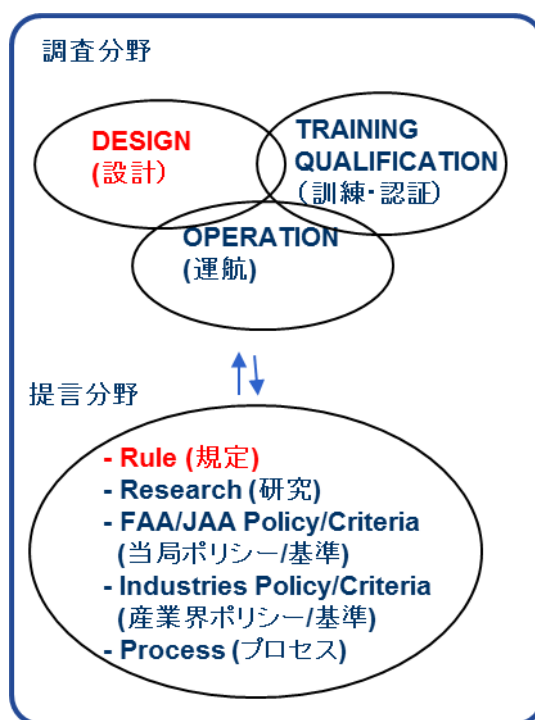 調査分野
DESIGN
(設計)
TRAINING
QUALIFICATION
(訓練・認証)
OPERATION
(運航)
提言分野
- Rule (規定)
- Research (研究)
- FAA/JAA Policy/Criteria
(当局ポリシー/基準)
- Industries Policy/Criteria
(産業界ポリシー/基準)
- Process (プロセス)